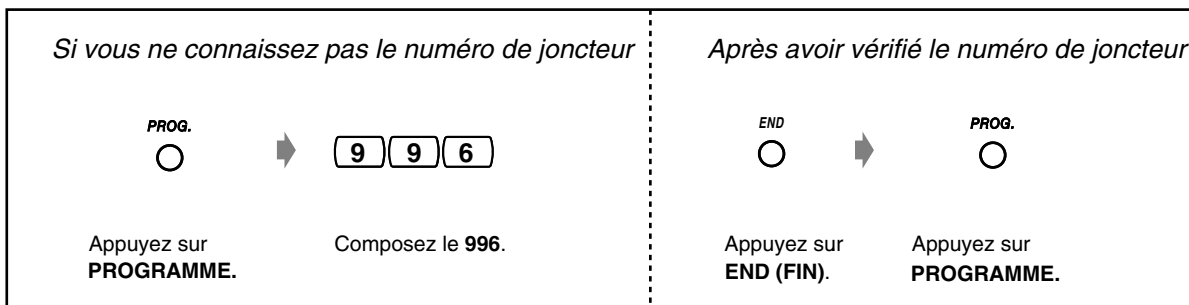 Si vous ne connaissez pas le numéro de joncteur
PROG.
9 9 6
Appuyez sur
PROGRAMME.
Composez le 996.
Après avoir vérifié le numéro de joncteur
END
PROG.
Appuyez sur
END (FIN).
Appuyez sur
PROGRAMME.